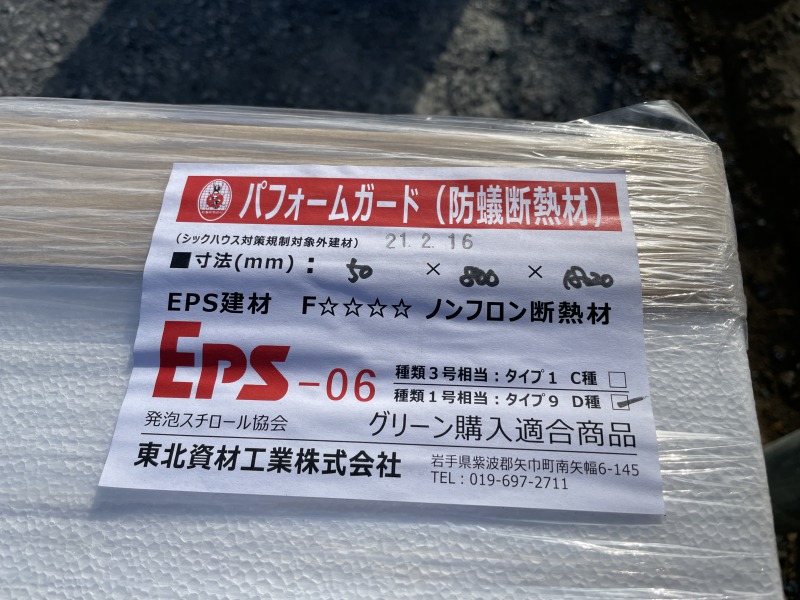 パフォームガード（防蟻断熱材）
（シックハウス対策規制対象外建材） 21.2.16
■寸法(mm)： 50 × ×
EPS建材 F☆☆☆☆ ノンフロン断熱材
EPS-06
種類３号相当：タイプ１ C種□
種類１号相当：タイプ９ D種□
発泡スチロール協会
グリーン購入適合商品
東北資材工業株式会社
岩手県紫波郡矢巾町南矢幅6-145
TEL：019-697-2711